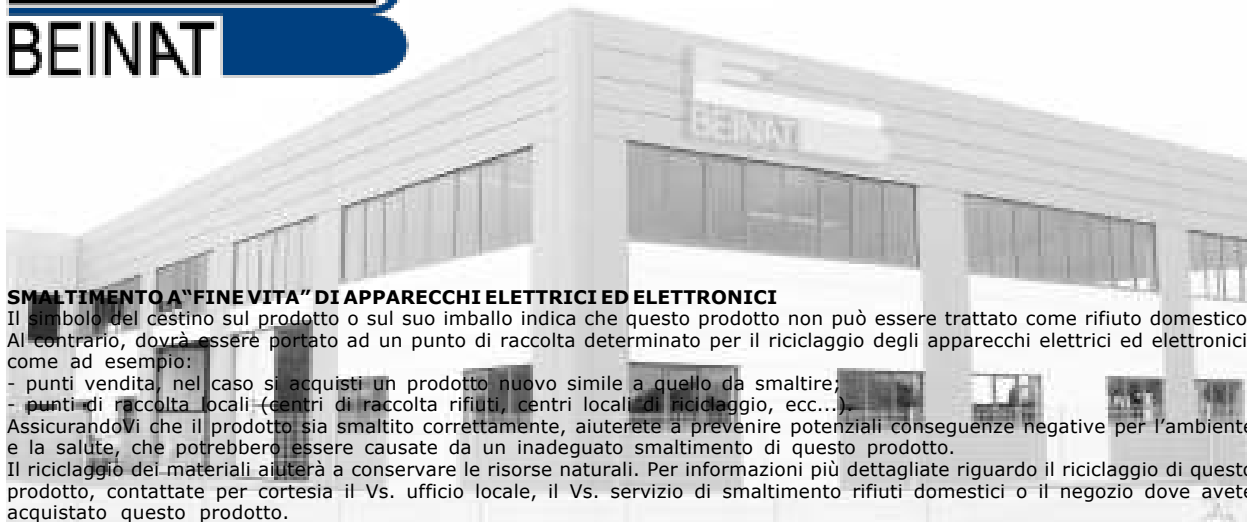 BEINAT
BEINAT
SMALTIMENTO A “FINE VITA” DI APPARECCHI ELETTRICI ED ELETTRONICI
Il simbolo del cestino sul prodotto o sul suo imballo indica che questo prodotto non può essere trattato come rifiuto domestico
Al contrario, dovrà essere portato ad un punto di raccolta determinato per il riciclaggio degli apparecchi elettrici ed elettronici
come ad esempio:
- punti vendita, nel caso si acquisti un prodotto nuovo simile a quello da smaltire;
- punti di raccolta locali (centri di raccolta rifiuti, centri locali di riciclaggio, ecc...).
AssicurandoVi che il prodotto sia smaltito correttamente, aiuterete a prevenire potenziali conseguenze negative per l’ambiente
e la salute, che potrebbero essere causate da un inadeguato smaltimento di questo prodotto.
Il riciclaggio dei materiali aiuterà a conservare le risorse naturali. Per informazioni più dettagliate riguardo il riciclaggio di questo
prodotto, contattate per cortesia il Vs. ufficio locale, il Vs. servizio di smaltimento rifiuti domestici o il negozio dove avete
acquistato questo prodotto.